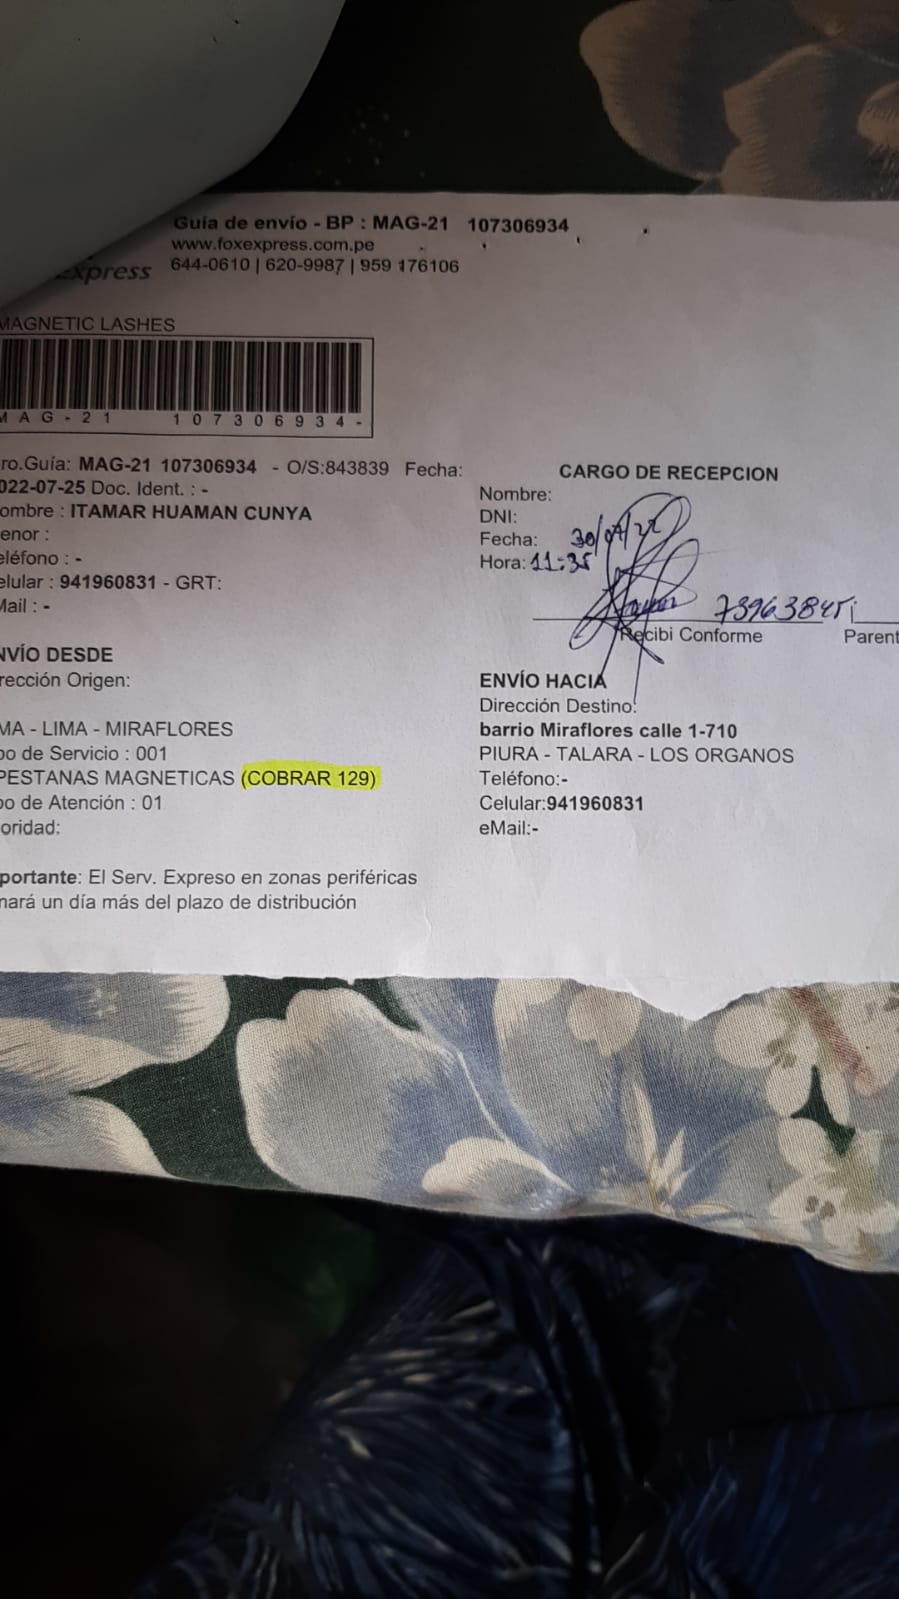 Guía de envío - BP : MAG-21 107306934
www.foxexpress.com.pe
xpress 644-0610 | 620-9987 | 959 176106
MAGNETIC LASHES
MAG-21 107306934-
ro.Guía: MAG-21 107306934 - O/S:843839 Fecha:
022-07-25 Doc. Ident. : -
ombre : ITAMAR HUAMAN CUNYA
enor :
eléfono : -
elular : 941960831 - GRT:
Mail : -
CARGO DE RECEPCION
Nombre:
DNI:
Fecha: 30/07/22
Hora: 11:35
Recibi Conforme
Parent
NVÍO DESDE
rección Origen:
MA - LIMA - MIRAFLORES
po de Servicio : 001
PESTANAS MAGNETICAS (COBRAR 129)
po de Atención : 01
oridad:
ENVÍO HACIA
Dirección Destino:
barrio Miraflores calle 1-710
PIURA - TALARA - LOS ORGANOS
Teléfono:-
Celular:941960831
eMail:-
portante: El Serv. Expreso en zonas periféricas
mará un día más del plazo de distribución